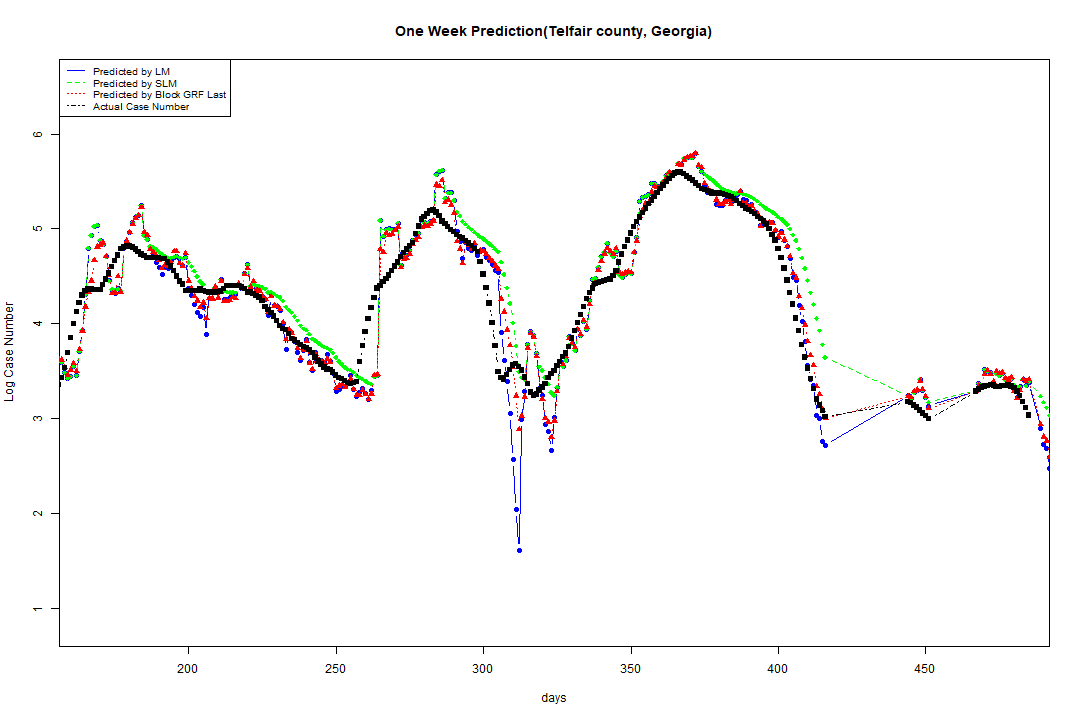 One Week Prediction(Telfair county, Georgia)
Predicted by LM
Predicted by SLM
Predicted by Block GRF Last
Actual Case Number
Log Case Number
6
5
4
3
2
1
200 250 300 350 400 450
days